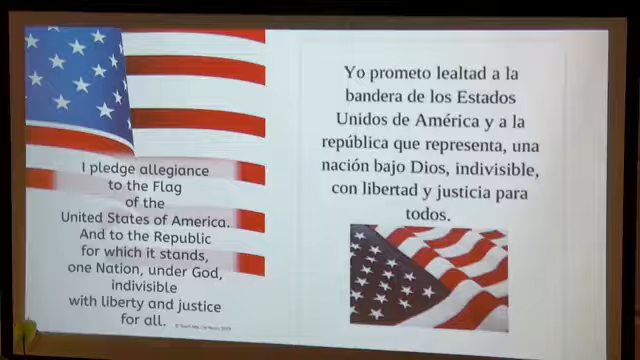 I pledge allegiance
to the Flag
of the
United States of America.
And to the Republic
for which it stands,
one Nation, under God,
indivisible
with liberty and justice
for all.
Yo prometo lealtad a la
bandera de los Estados
Unidos de América y a la
república que representa, una
nación bajo Dios, indivisible,
con libertad y justicia para
todos.